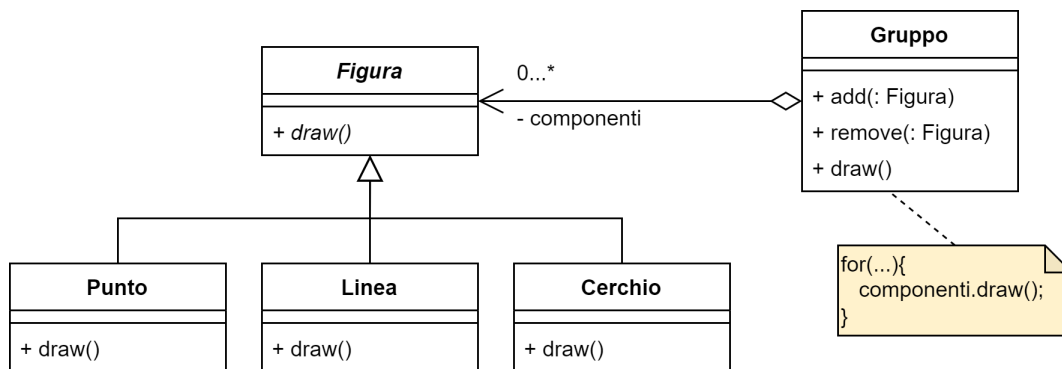 Figura
+ draw()
0...*
- componenti
Gruppo
+ add(: Figura)
+ remove(: Figura)
+ draw()
for(...){
componenti.draw();
}
Punto
+ draw()
Linea
+ draw()
Cerchio
+ draw()